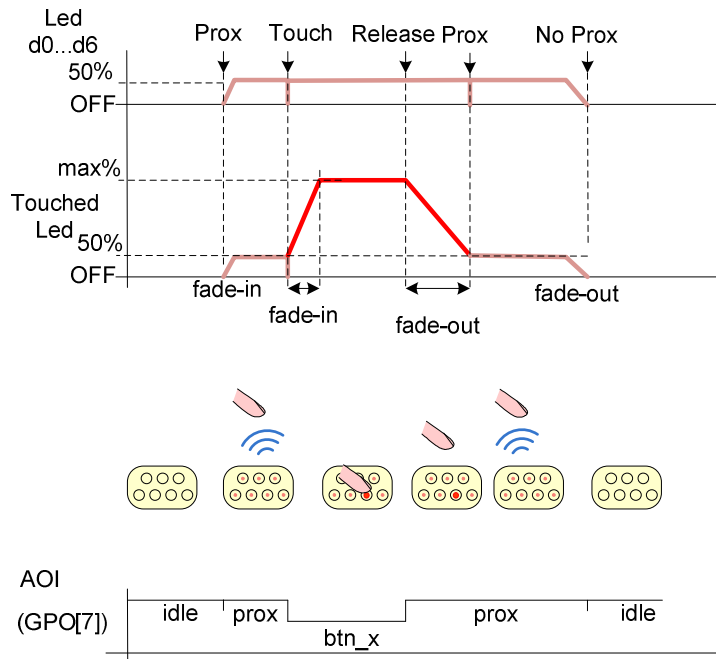 Led
d0...d6
Prox
Touch
Release
Prox
No Prox
50%
OFF
max%
Touched
Led
50%
OFF
fade-in
fade-in
fade-out
fade-out
AOI
(GPO[7])
idle
prox
btn_x
prox
idle